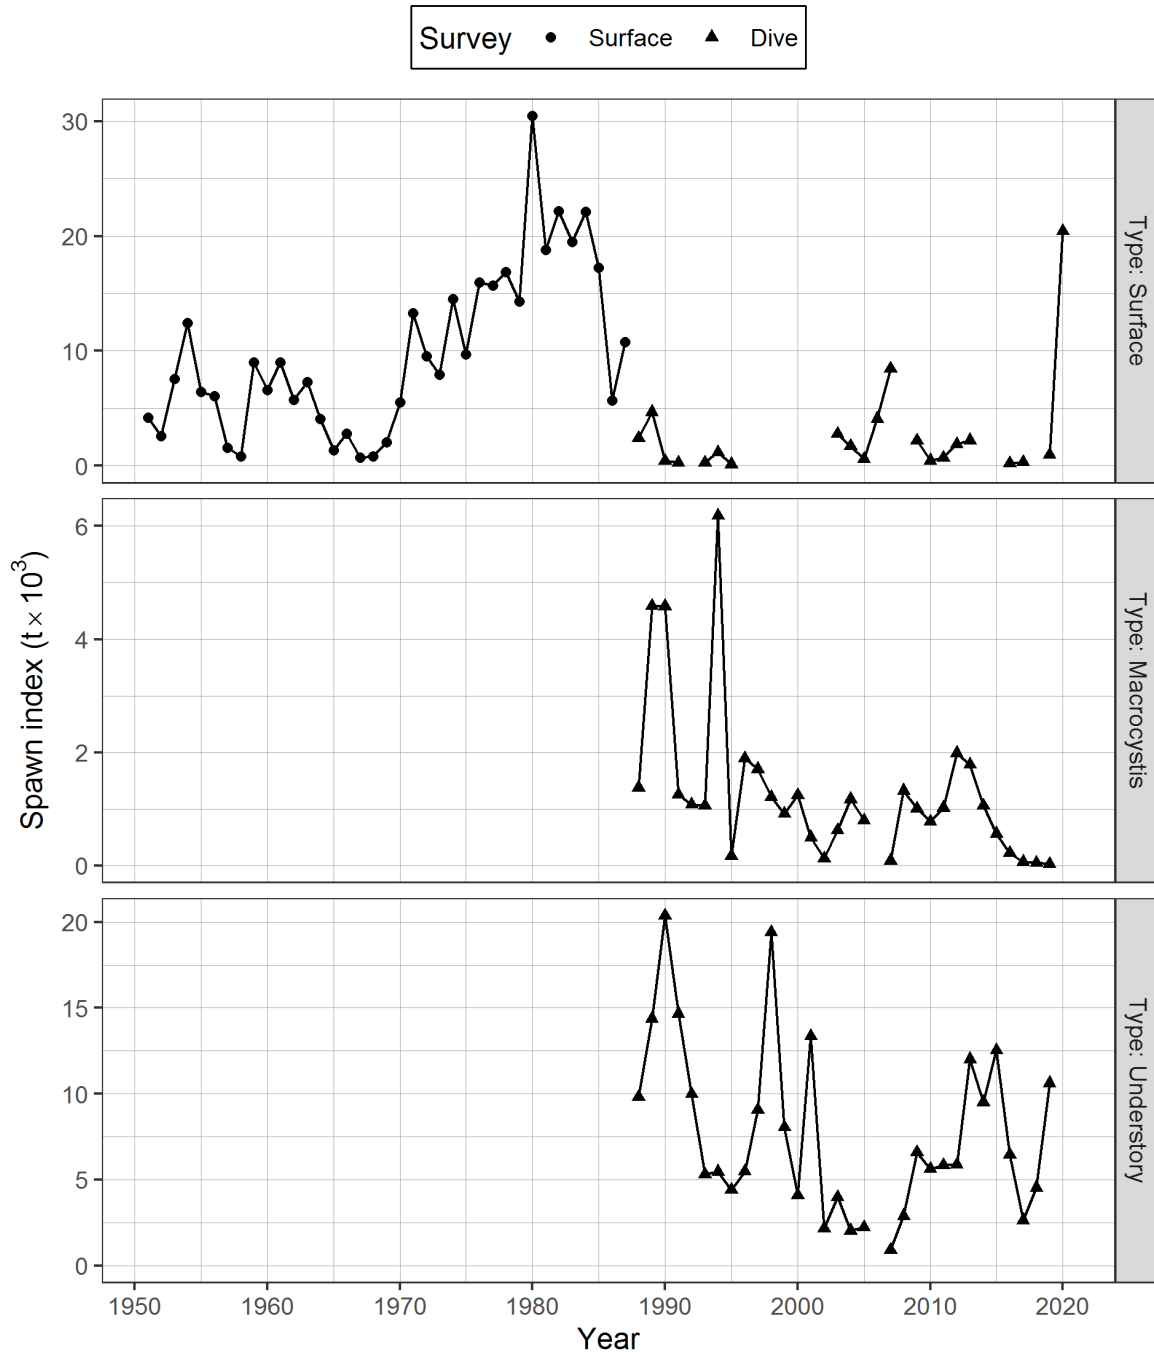 Survey Surface Dive
30
20
10
0
Type: Surface
6
4
2
0
Type: Macrocystis
20
15
10
5
0
Type: Understory
Spawn index (t × 10³)
1950 1960 1970 1980 1990 2000 2010 2020
Year